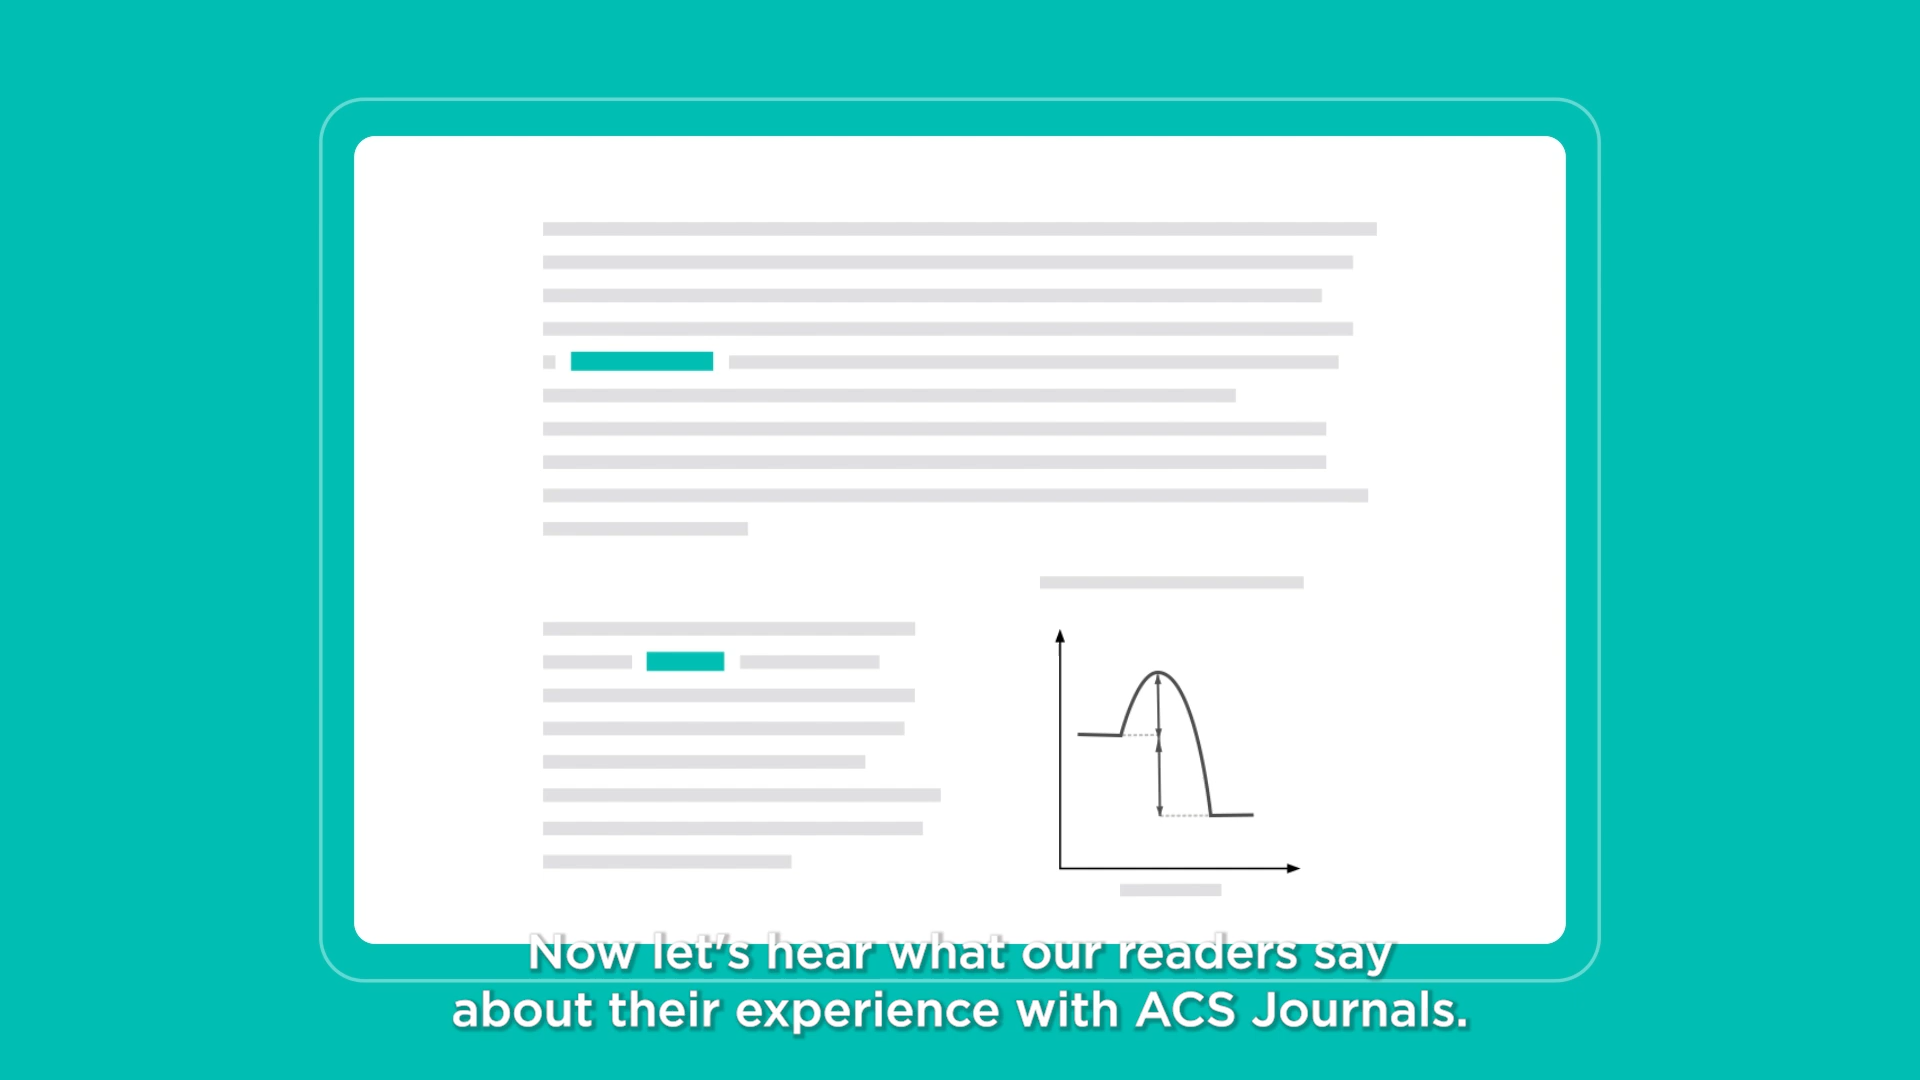 Now let's hear what our readers say
about their experience with ACS Journals.